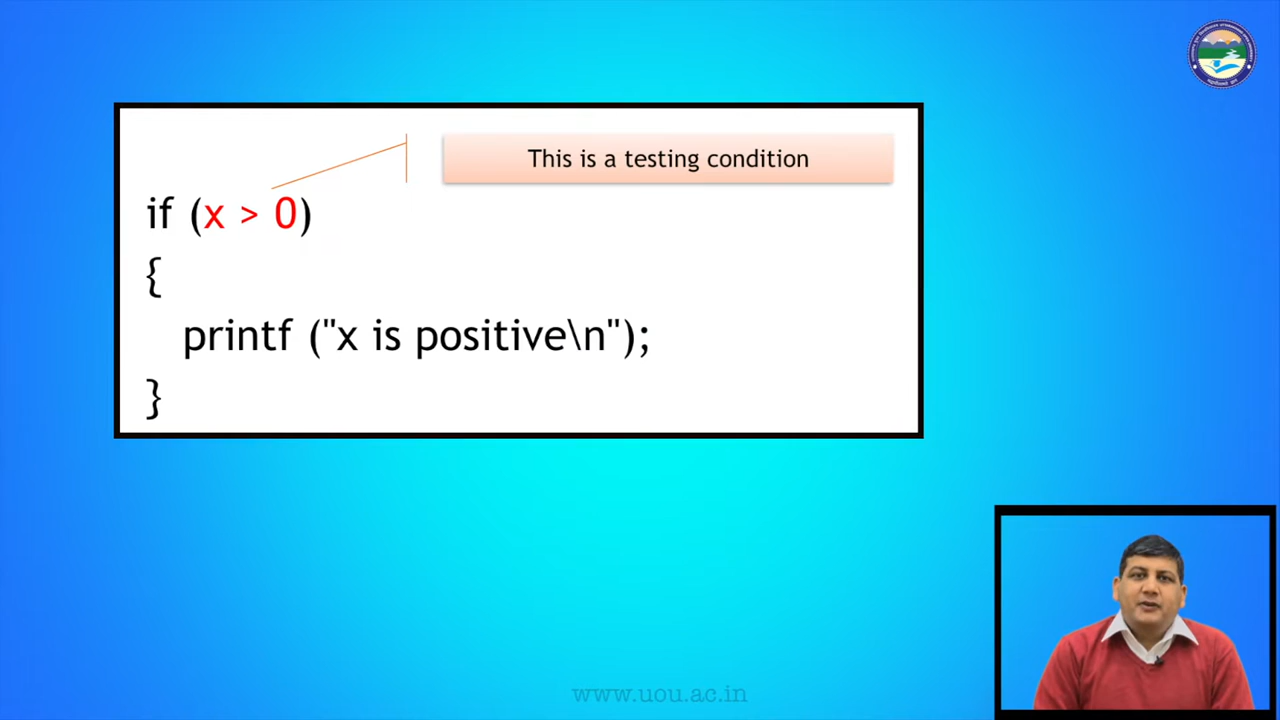 This is a testing condition
if (x > 0)
{
printf ("x is positive\n");
}
www.uou.ac.in